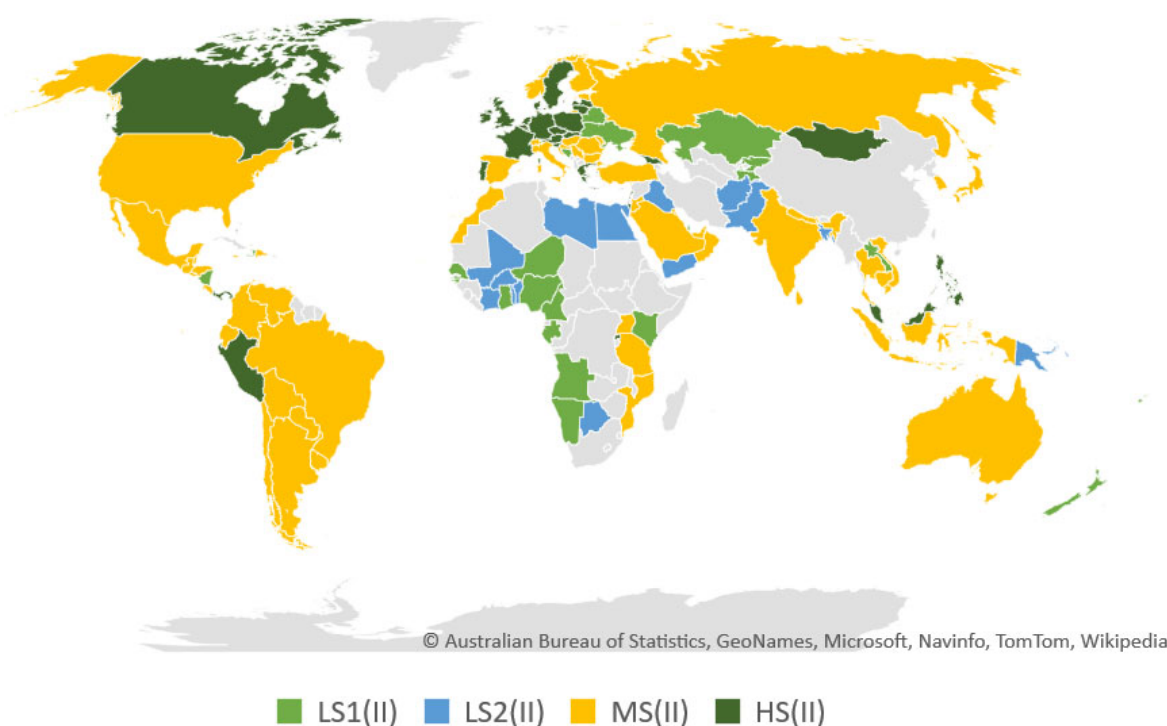 © Australian Bureau of Statistics, GeoNames, Microsoft, Navinfo, TomTom, Wikipedia
LS1(II) LS2(II) MS(II) HS(II)